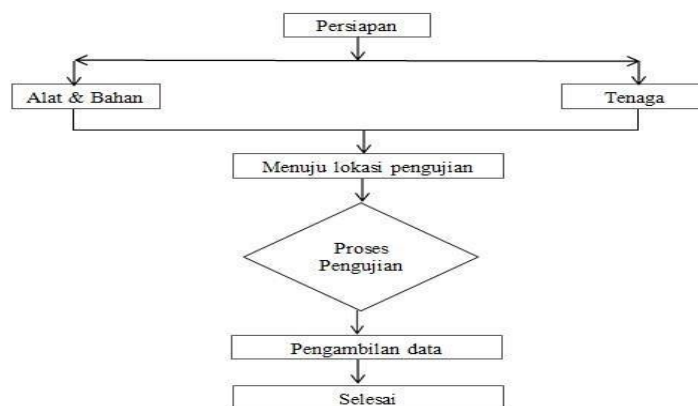 Persiapan
Alat & Bahan
Tenaga
Menuju lokasi pengujian
Proses
Pengujian
Pengambilan data
Selesai